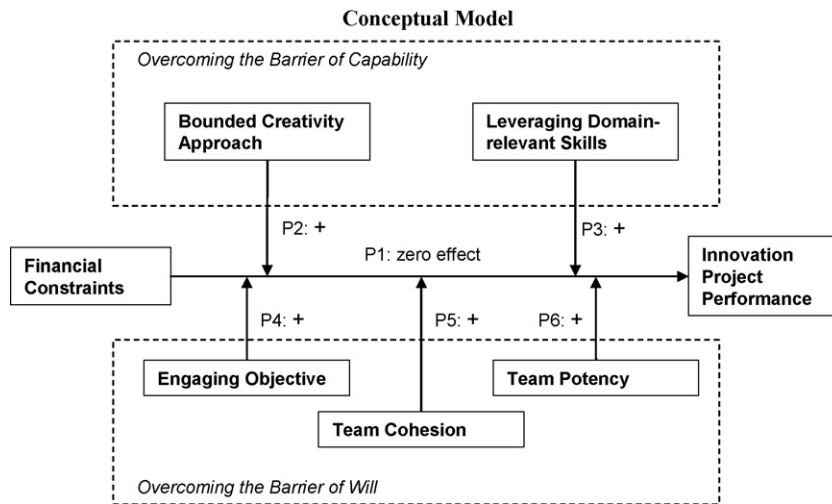 Conceptual Model
Overcoming the Barrier of Capability
Bounded Creativity
Approach
Leveraging Domain-
relevant Skills
P2: +
P3: +
P1: zero effect
Financial
Constraints
Innovation
Project
Performance
P4: +
P5: +
P6: +
Engaging Objective
Team Potency
Team Cohesion
Overcoming the Barrier of Will